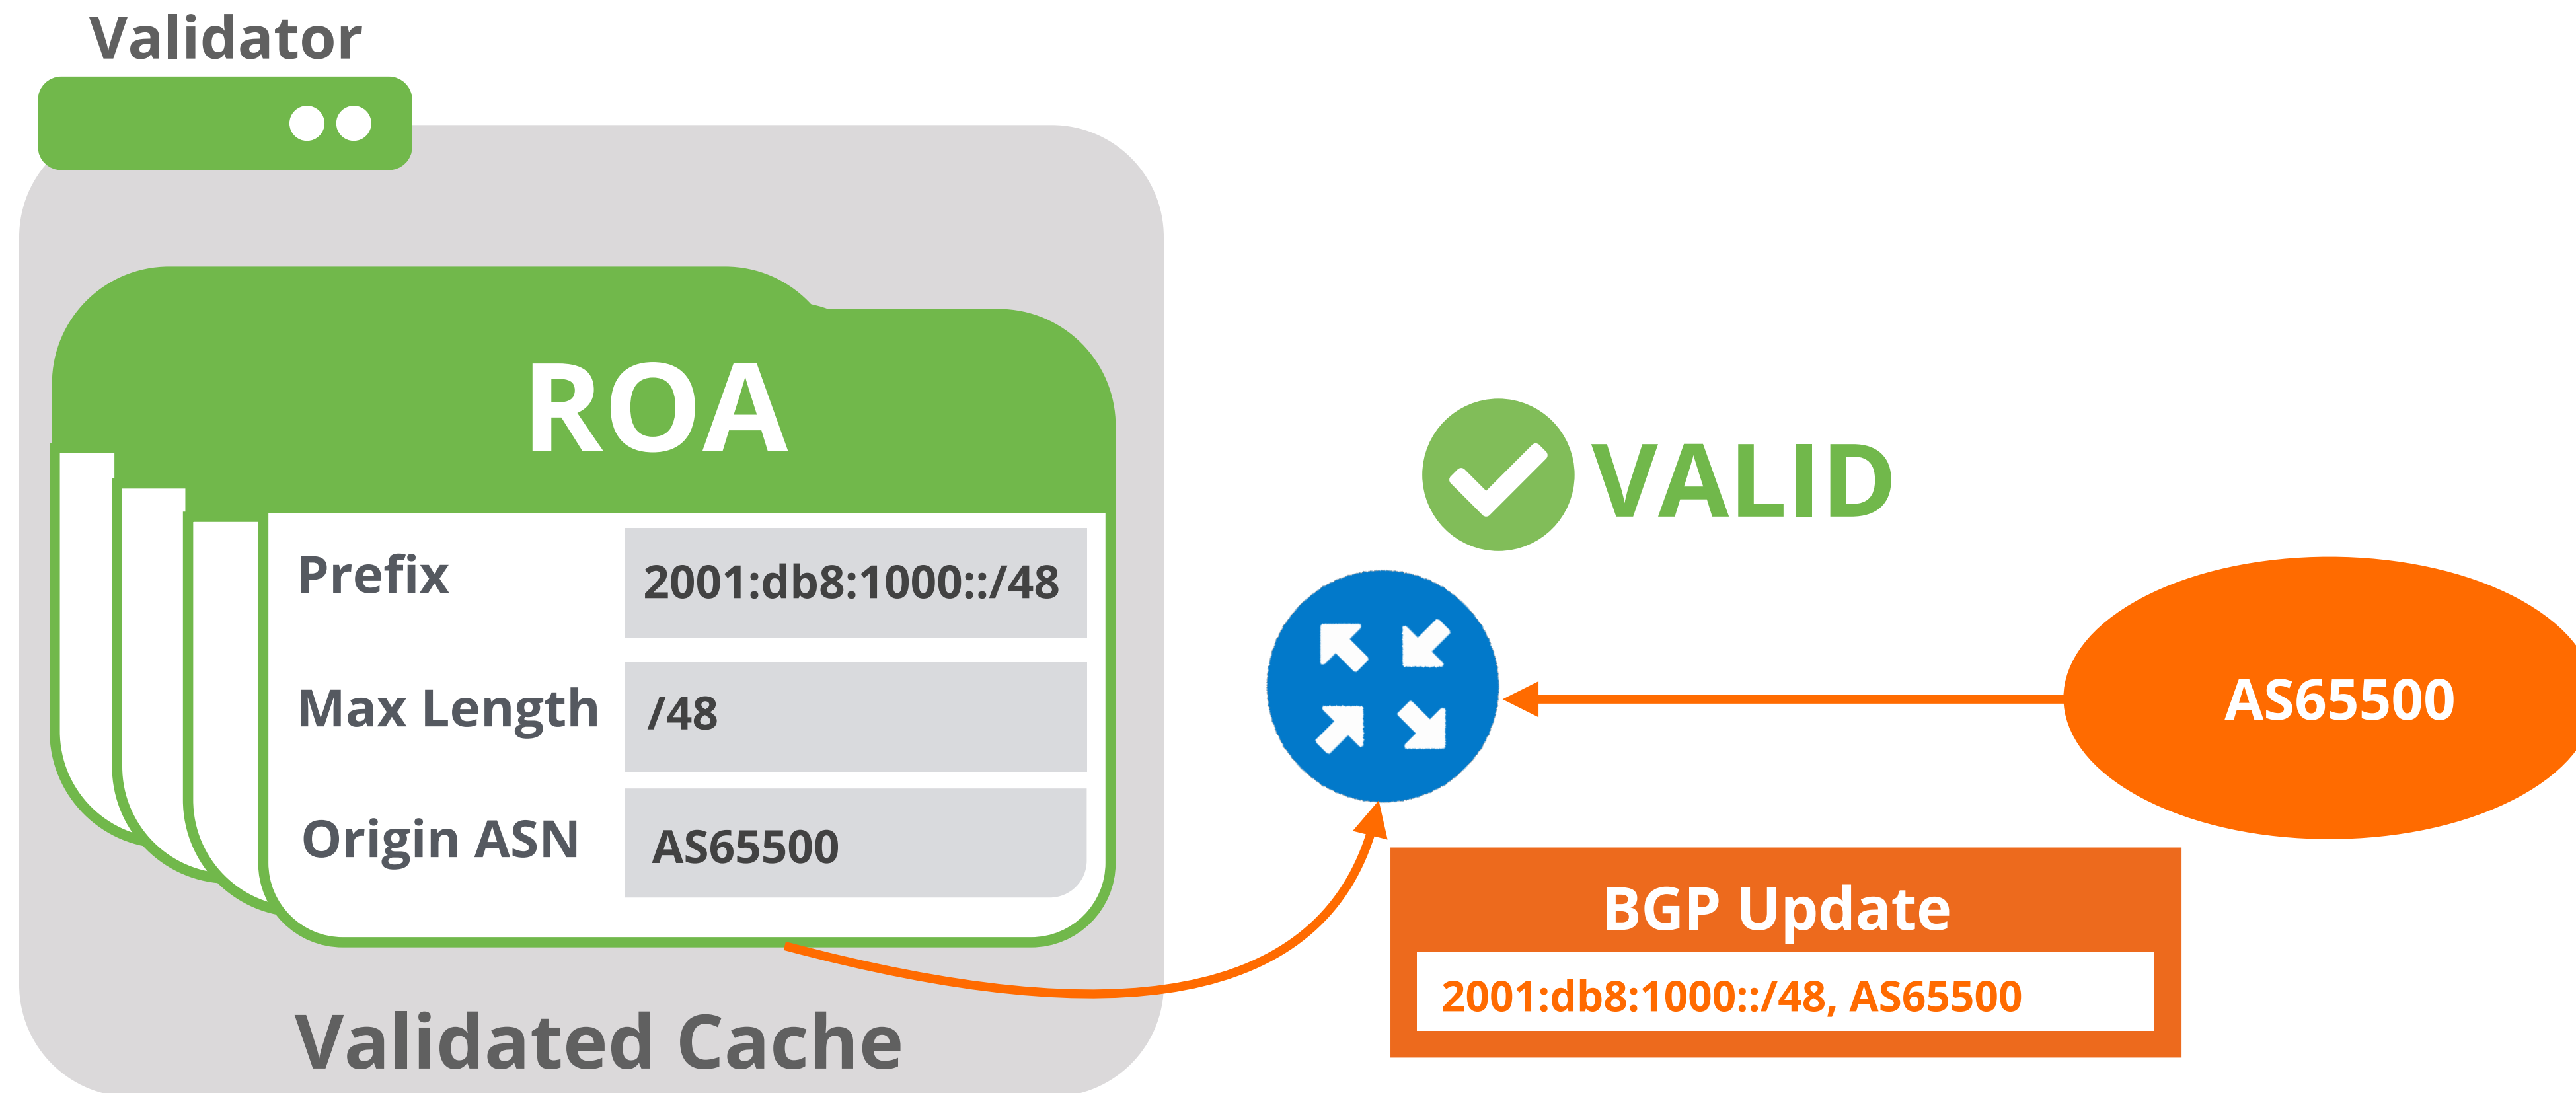 Validator
ROA
Prefix 2001:db8:1000::/48
Max Length /48
Origin ASN AS65500
Validated Cache
VALID
AS65500
BGP Update
2001:db8:1000::/48, AS65500